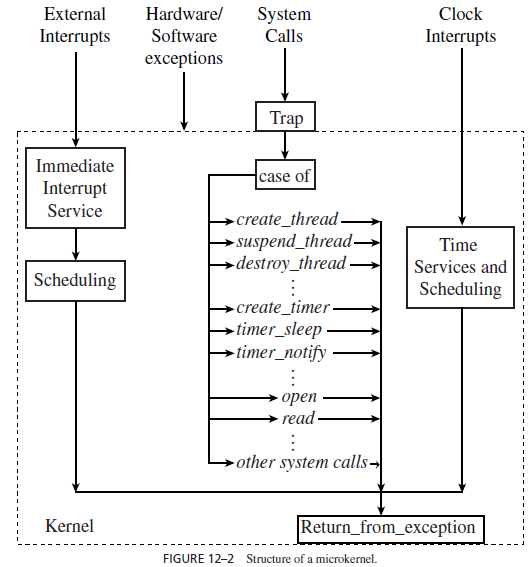 External
Interrupts
Hardware/
Software
exceptions
System
Calls
Clock
Interrupts
Trap
Immediate
Interrupt
Service
case of
create_thread
suspend_thread
destroy_thread
⋮
create_timer
timer_sleep
timer_notify
⋮
open
read
⋮
other system calls
Scheduling
Time
Services and
Scheduling
Kernel
Return_from_exception
FIGURE 12–2 Structure of a microkernel.